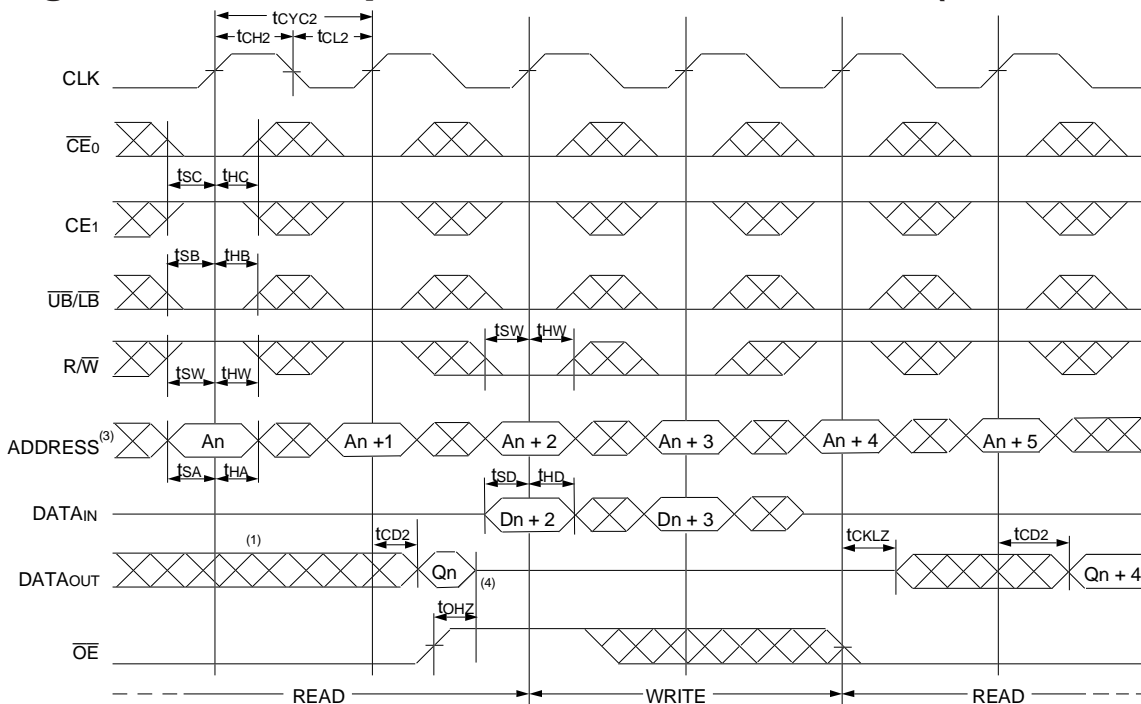 tCYC2
tCH2 tCL2
CLK
CE0
tSC tHC
CE1
tSB tHB
UB/LB
tSW tHW
R/W
tSW tHW
ADDRESS(3) An An +1 An + 2 An + 3 An + 4 An + 5
tSA tHA tSD tHD
DATAIN Dn + 2 Dn + 3
(1) tCD2 tCKLZ tCD2
DATAOUT Qn (4) Qn + 4
tOHZ
OE
READ WRITE READ